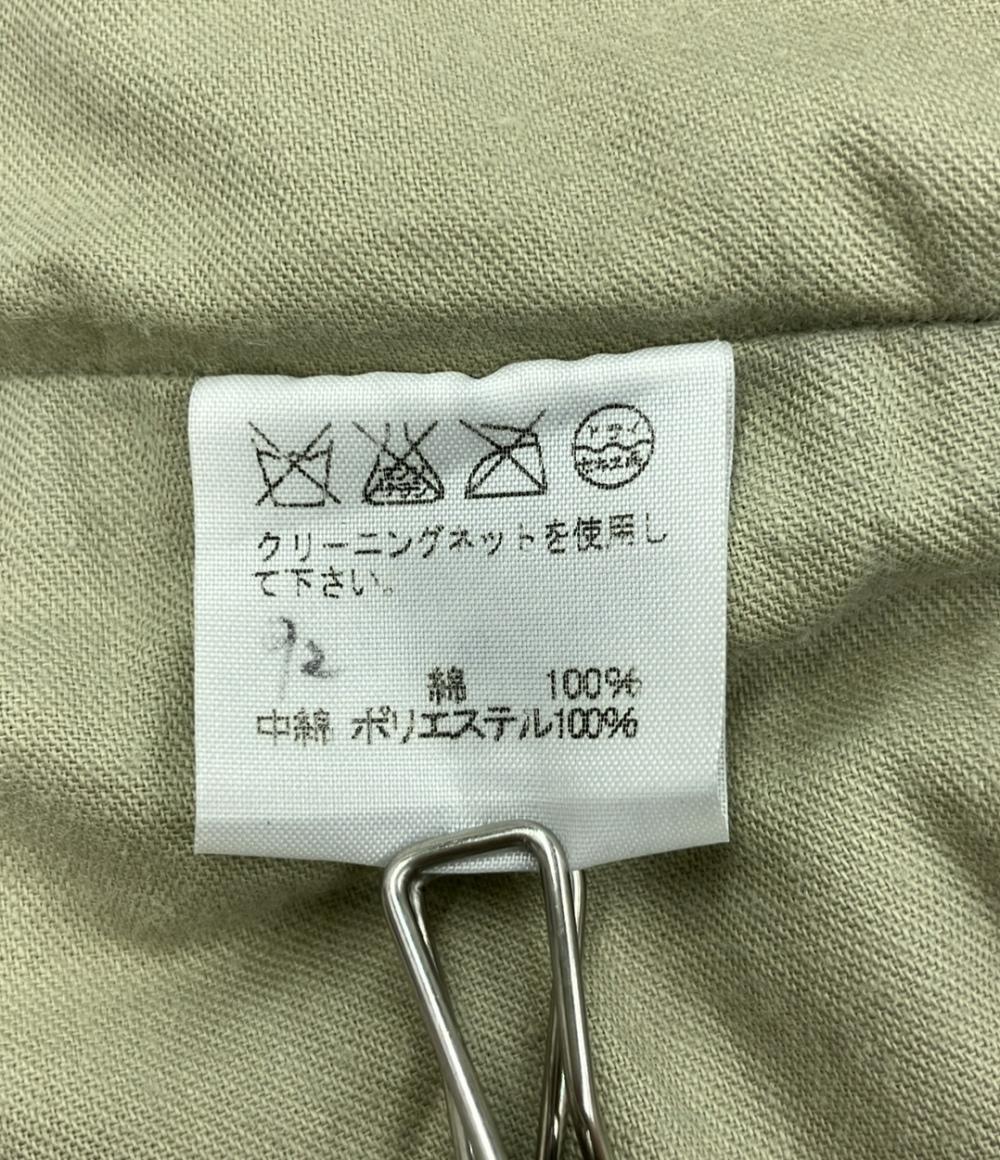 クリーニングネットを使用し
て下さい。
綿 100%
中綿 ポリエステル100%